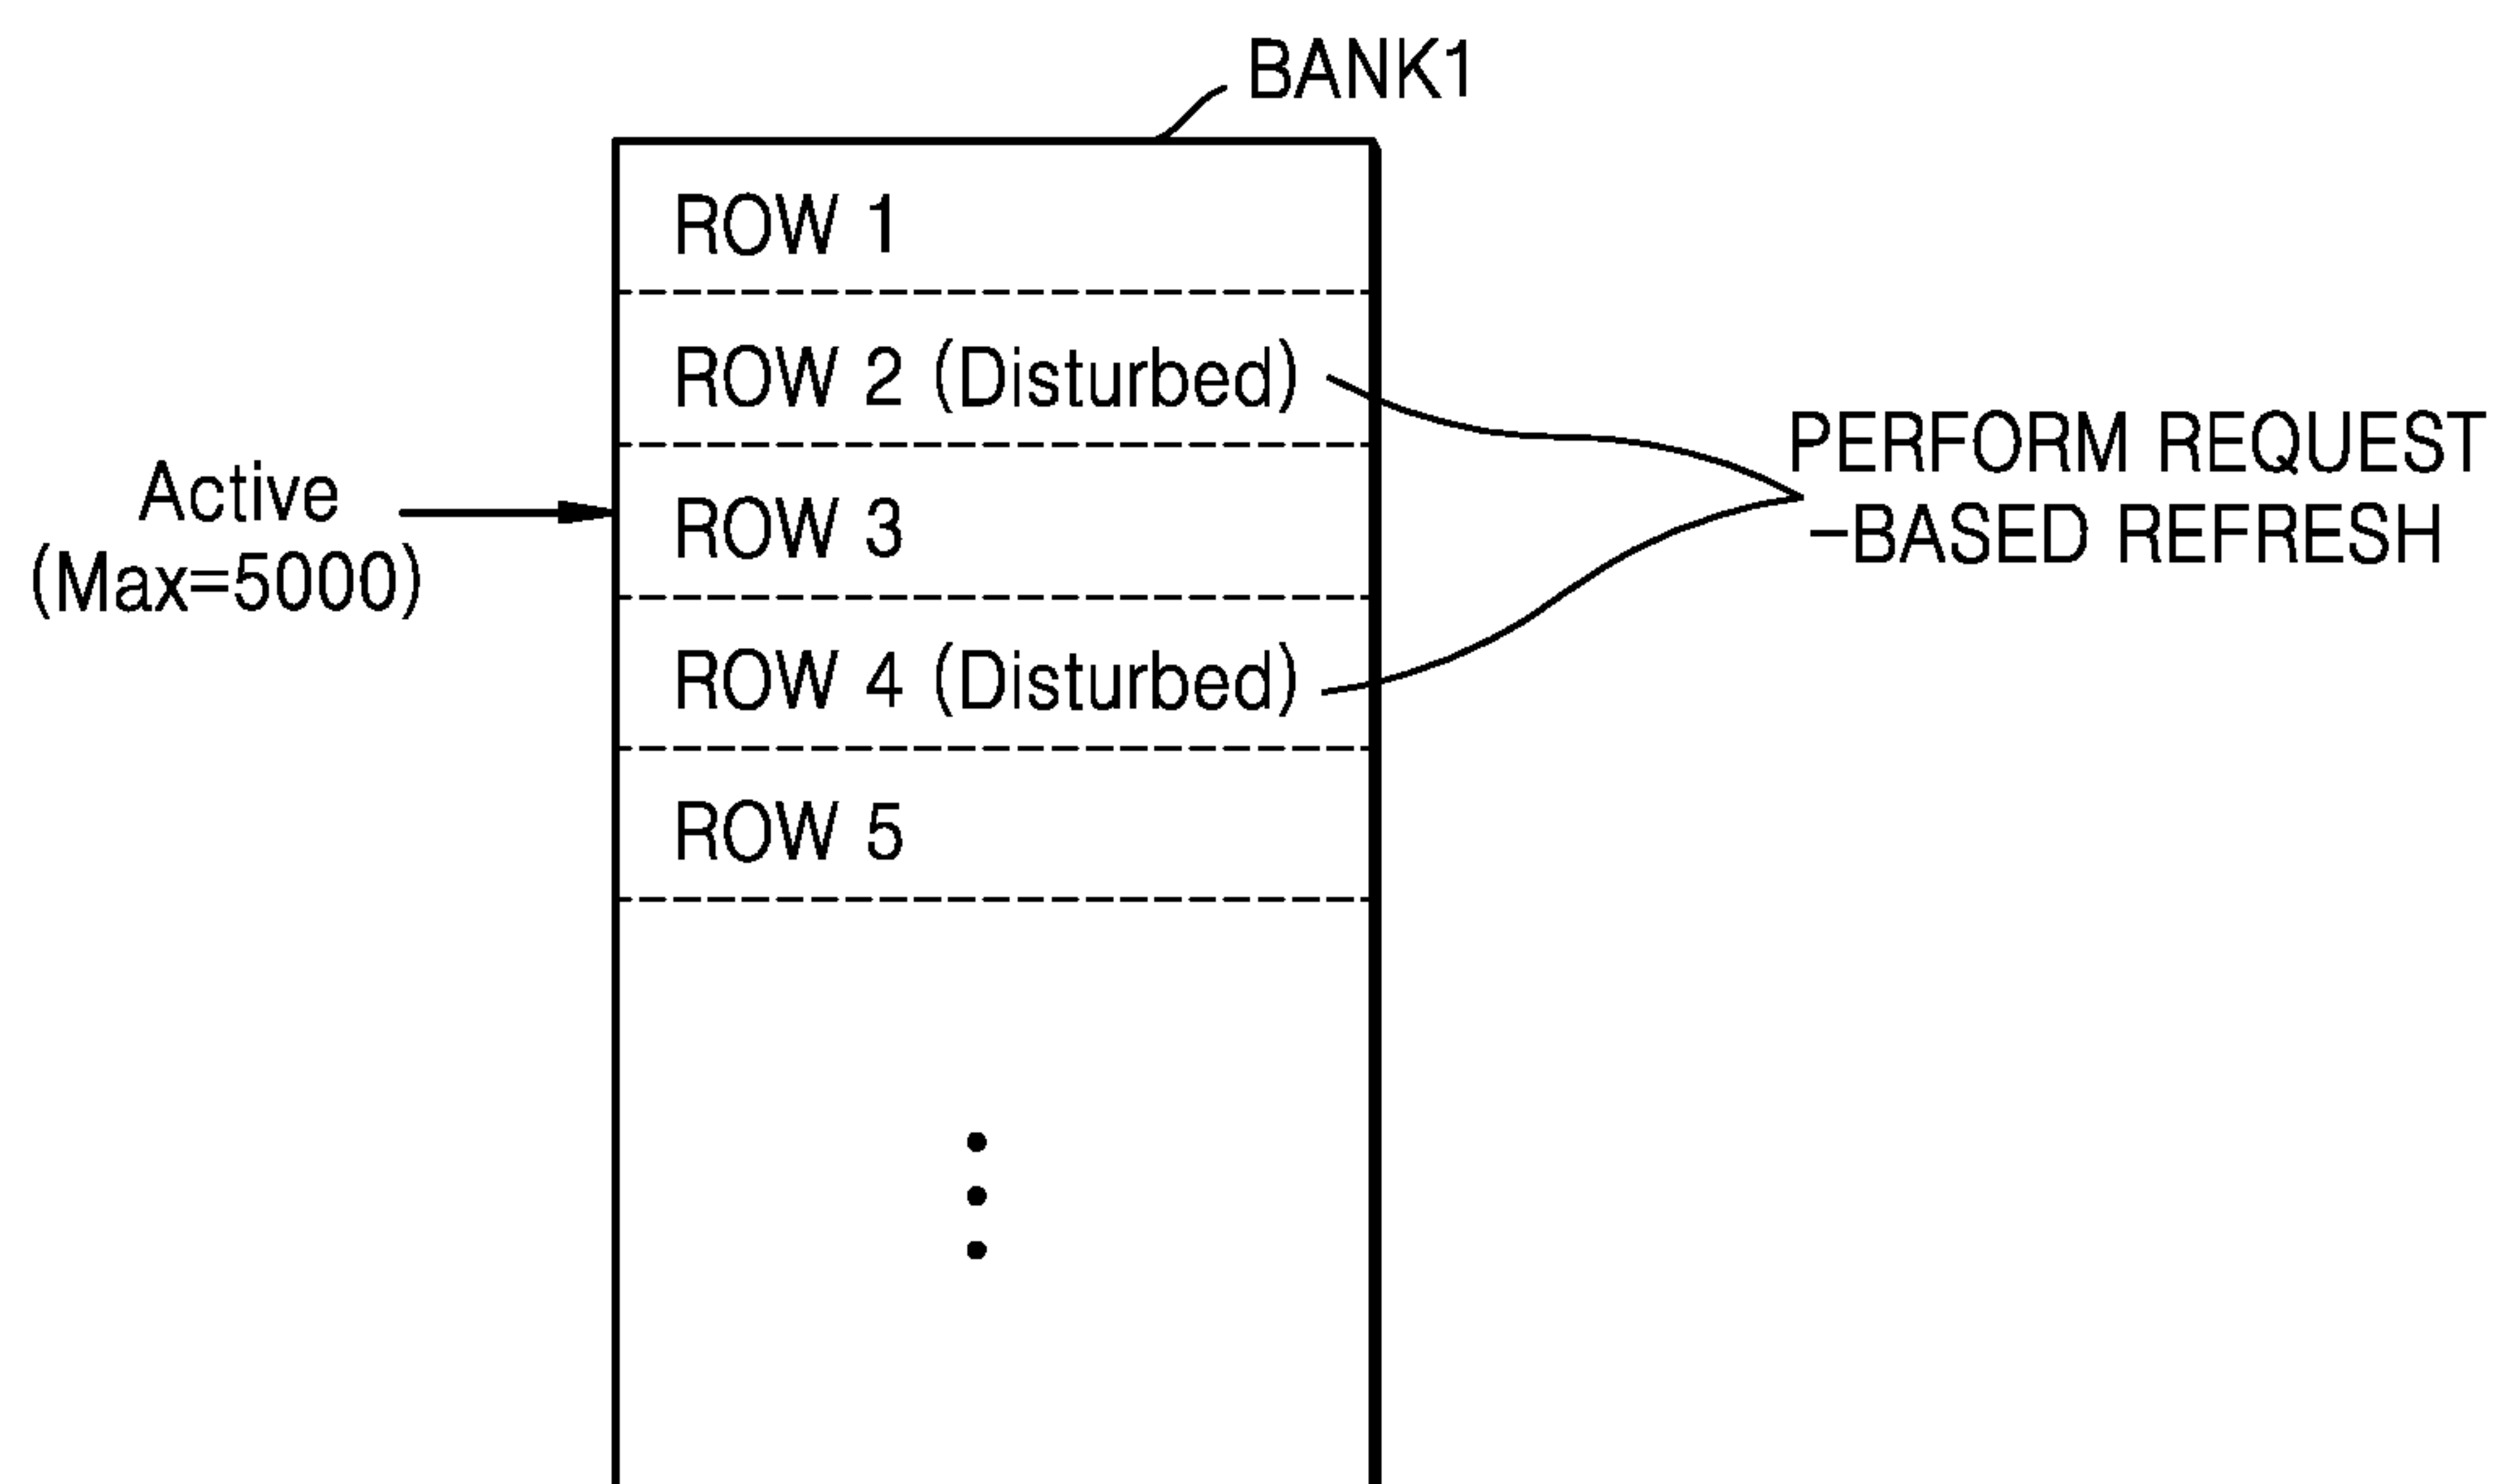 BANK1
ROW 1
ROW 2 (Disturbed)
Active
(Max=5000)
ROW 3
PERFORM REQUEST
-BASED REFRESH
ROW 4 (Disturbed)
ROW 5